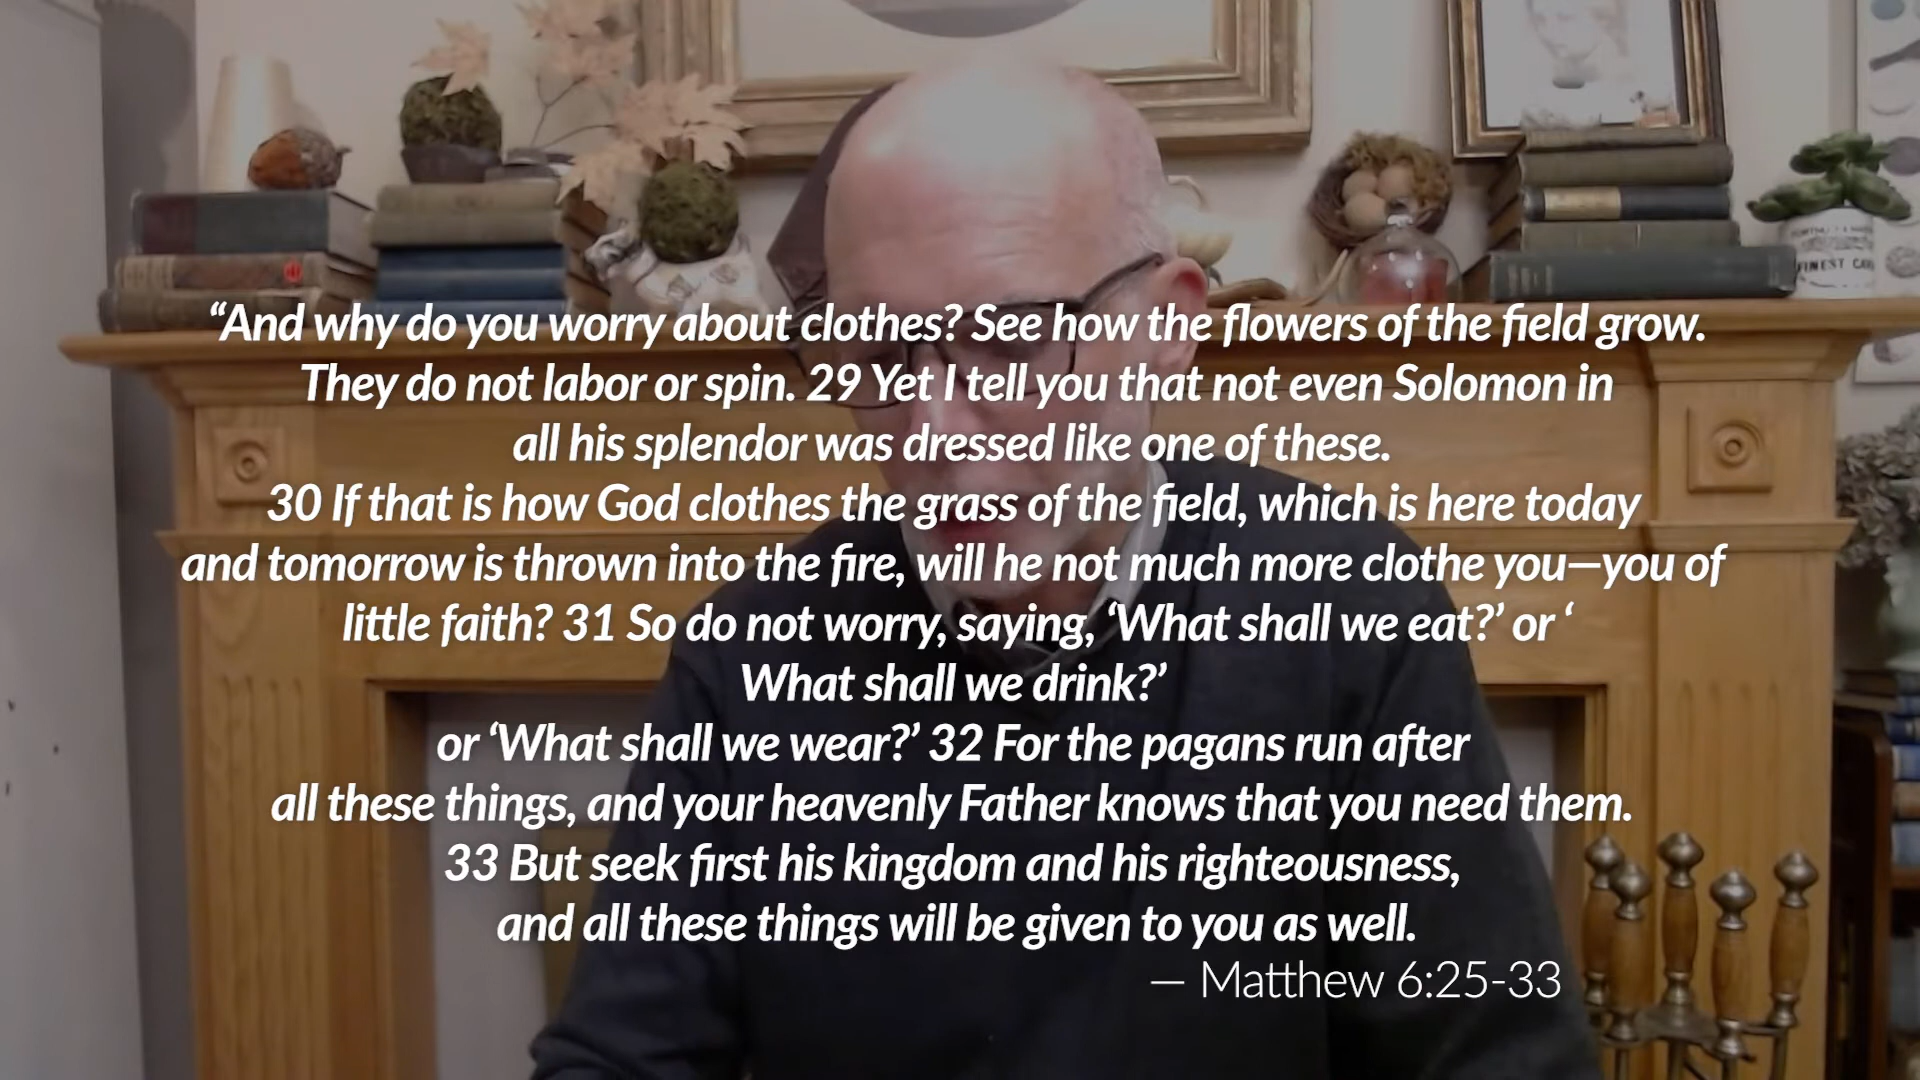 “And why do you worry about clothes? See how the flowers of the field grow.
They do not labor or spin. 29 Yet I tell you that not even Solomon in
all his splendor was dressed like one of these.
30 If that is how God clothes the grass of the field, which is here today
and tomorrow is thrown into the fire, will he not much more clothe you—you of
little faith? 31 So do not worry, saying, ‘What shall we eat?’ or ‘
What shall we drink?’
or ‘What shall we wear?’ 32 For the pagans run after
all these things, and your heavenly Father knows that you need them.
33 But seek first his kingdom and his righteousness,
and all these things will be given to you as well.
— Matthew 6:25-33
FINEST